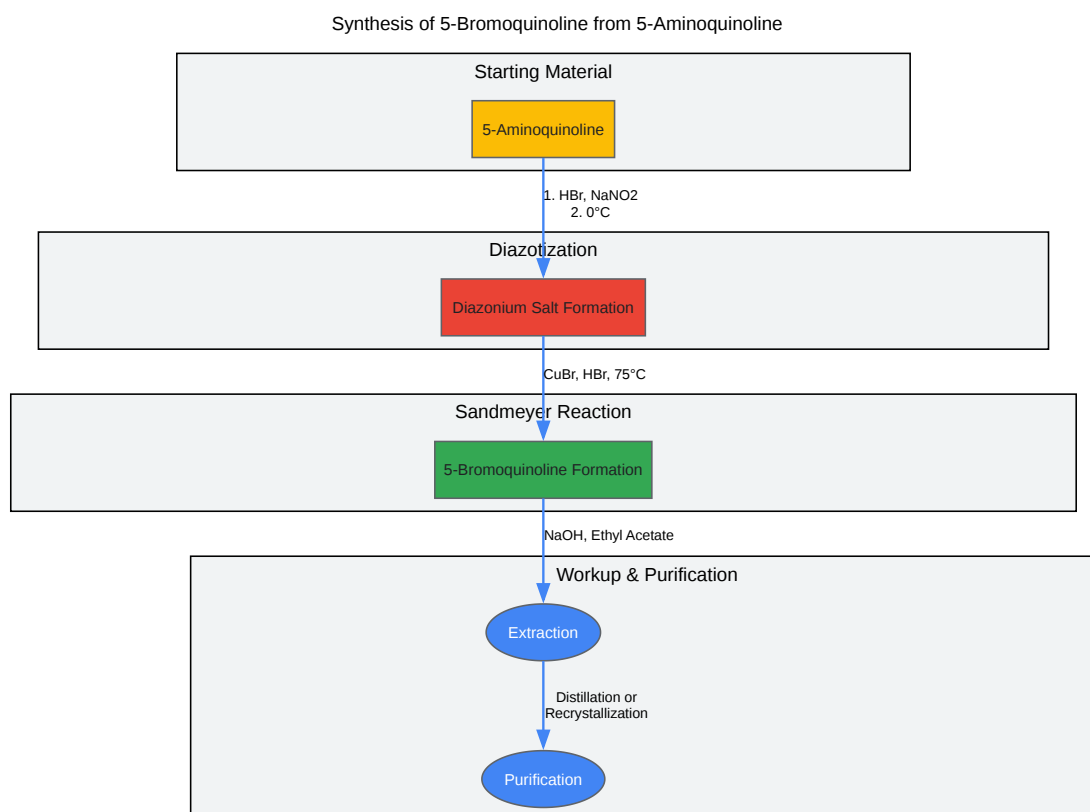 Synthesis of 5-Bromoquinoline from 5-Aminoquinoline
Starting Material
5-Aminoquinoline
1. HBr, NaNO2
2. 0°C
Diazotization
Diazonium Salt Formation
CuBr, HBr, 75°C
Sandmeyer Reaction
5-Bromoquinoline Formation
NaOH, Ethyl Acetate
Workup & Purification
Extraction
Distillation or
Recrystallization
Purification